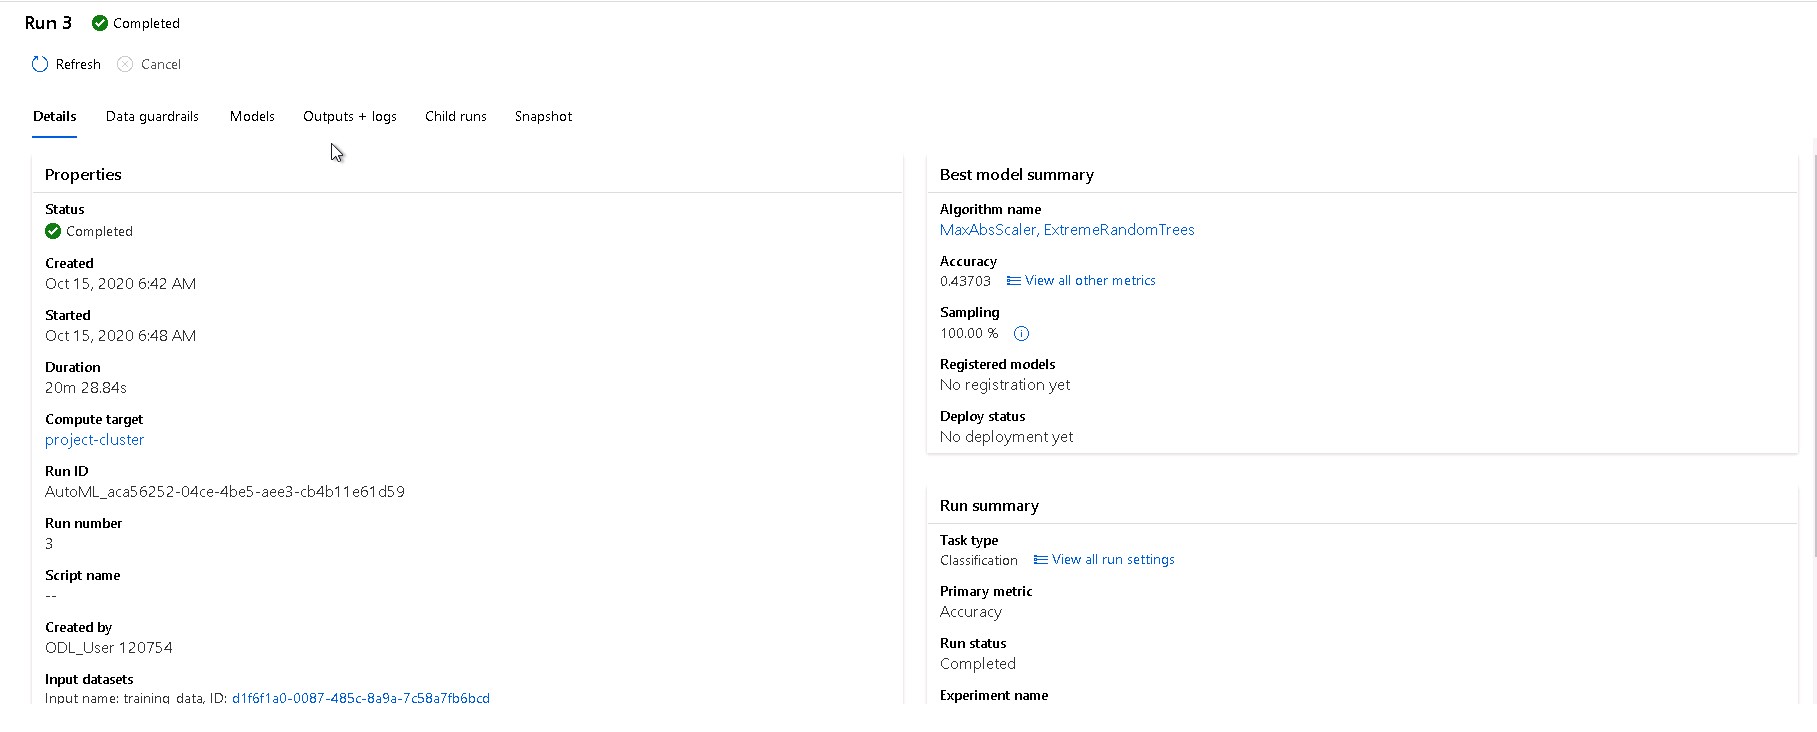 Run 3 Completed
Refresh Cancel
Details Data guardrails Models Outputs + logs Child runs Snapshot
Properties
Status
Completed
Created
Oct 15, 2020 6:42 AM
Started
Oct 15, 2020 6:48 AM
Duration
20m 28.84s
Compute target
project-cluster
Run ID
AutoML_aca56252-04ce-4be5-aee3-cb4b11e61d59
Run number
3
Script name
--
Created by
ODL_User 120754
Input datasets
Input name: training_data, ID: d1f6f1a0-0087-485c-8a9a-7c58a7fb6bcd
Best model summary
Algorithm name
MaxAbsScaler, ExtremeRandomTrees
Accuracy
0.43703 View all other metrics
Sampling
100.00 %
Registered models
No registration yet
Deploy status
No deployment yet
Run summary
Task type
Classification View all run settings
Primary metric
Accuracy
Run status
Completed
Experiment name